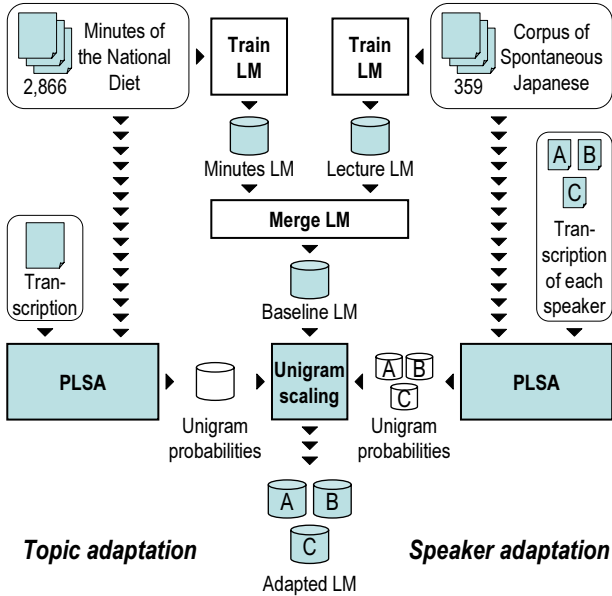 Minutes of
the National
Diet
2,866
Train
LM
Train
LM
Corpus of
Spontaneous
Japanese
359
Minutes LM
Lecture LM
A
B
C
Merge LM
Tran-
scription
Tran-
scription
of each
speaker
Baseline LM
PLSA
Unigram
scaling
A
B
C
PLSA
Unigram
probabilities
Unigram
probabilities
A
B
C
Topic adaptation
Speaker adaptation
Adapted LM